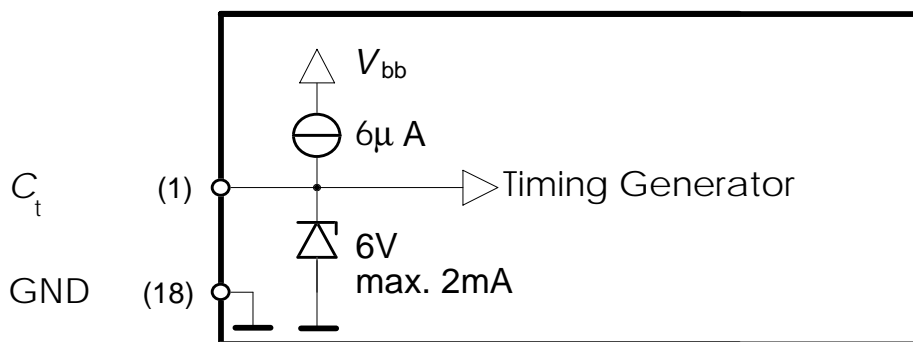 Vbb
6μ A
Ct (1) Timing Generator
6V
max. 2mA
GND (18)